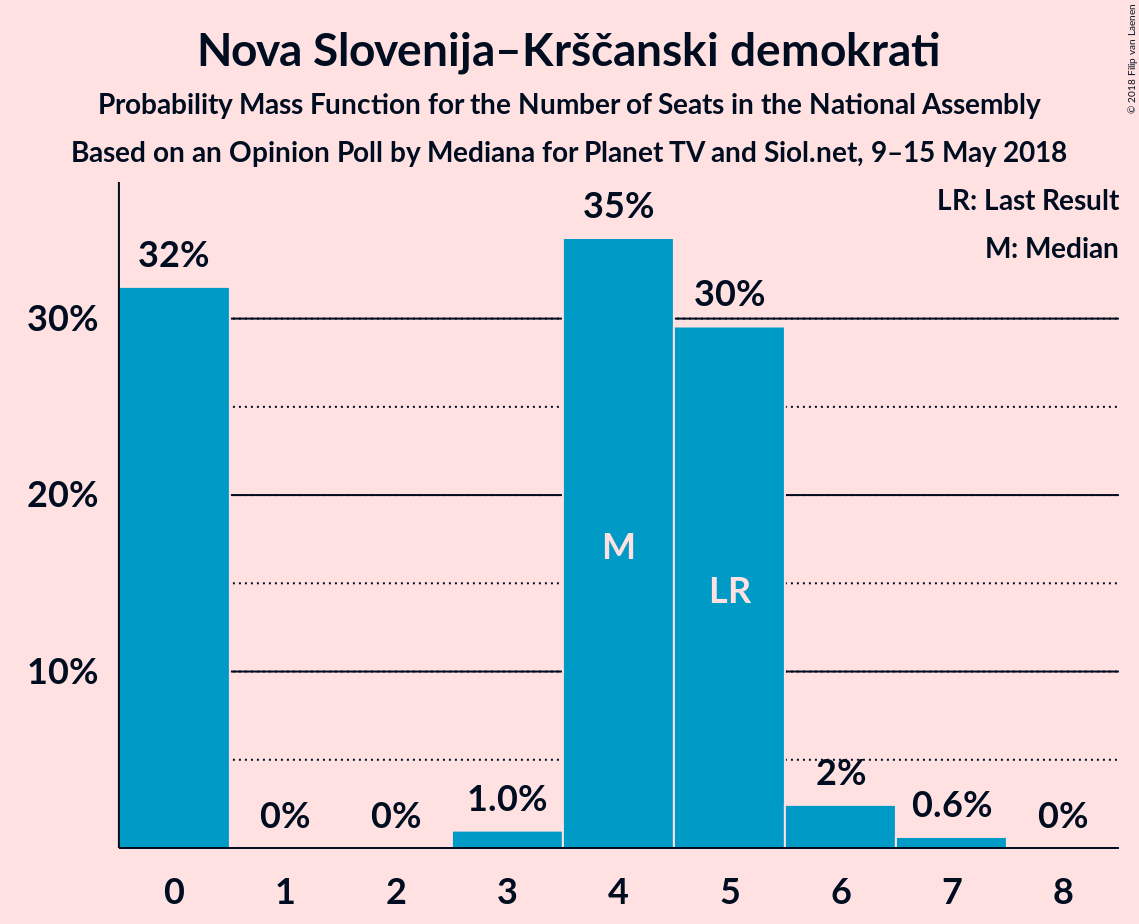 Nova Slovenija–Krščanski demokrati
Probability Mass Function for the Number of Seats in the National Assembly
Based on an Opinion Poll by Mediana for Planet TV and Siol.net, 9–15 May 2018
© 2018 Filip van Laenen
LR: Last Result
M: Median
35%
32%
30%
30%
20%
M
LR
10%
2%
1.0%
0.6%
0%
0%
0%
0 1 2 3 4 5 6 7 8